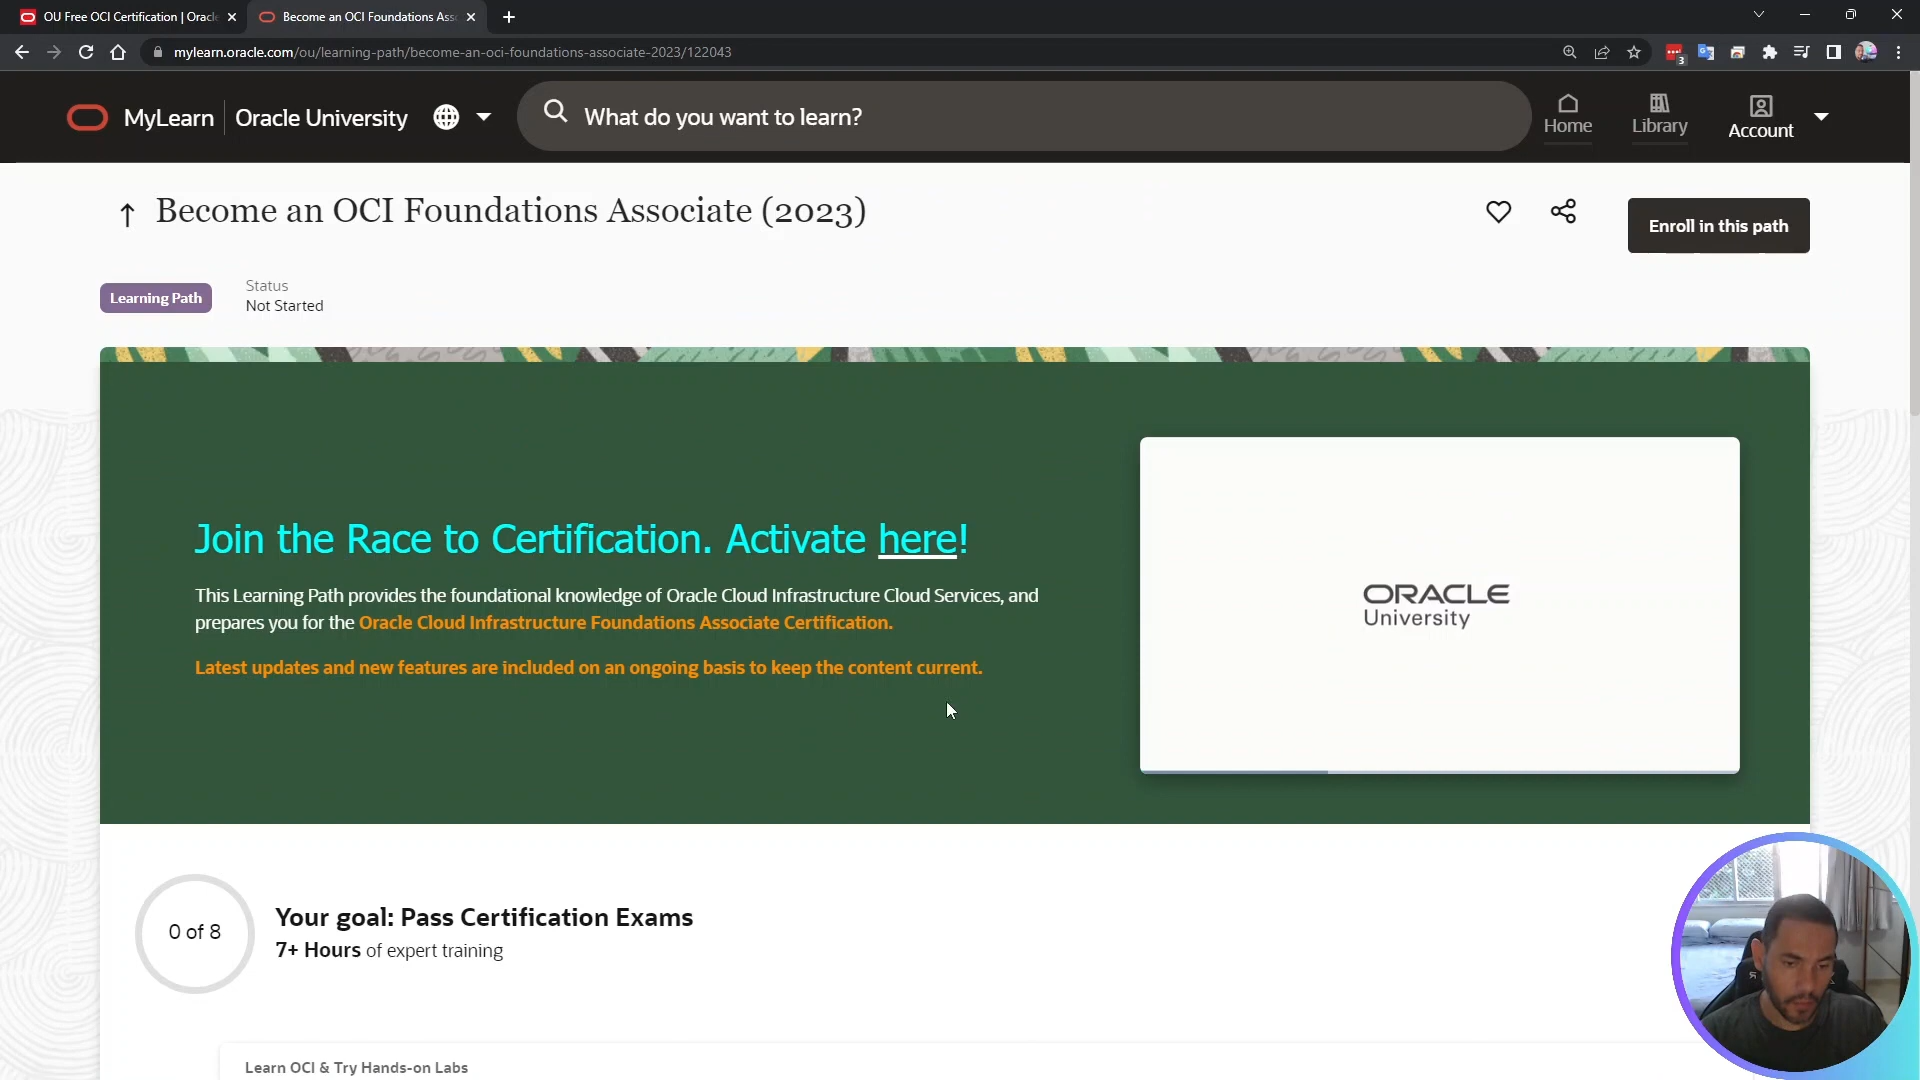 OU Free OCI Certification | Oracle
Become an OCI Foundations Asso
mylearn.oracle.com/ou/learning-path/become-an-oci-foundations-associate-2023/122043
3
MyLearn
Oracle University
What do you want to learn?
Home
Library
Account
Become an OCI Foundations Associate (2023)
Enroll in this path
Learning Path
Status
Not Started
Join the Race to Certification. Activate here!
This Learning Path provides the foundational knowledge of Oracle Cloud Infrastructure Cloud Services, and
prepares you for the Oracle Cloud Infrastructure Foundations Associate Certification.
Latest updates and new features are included on an ongoing basis to keep the content current.
ORACLE
University
0 of 8
Your goal: Pass Certification Exams
7+ Hours of expert training
Learn OCI & Try Hands-on Labs